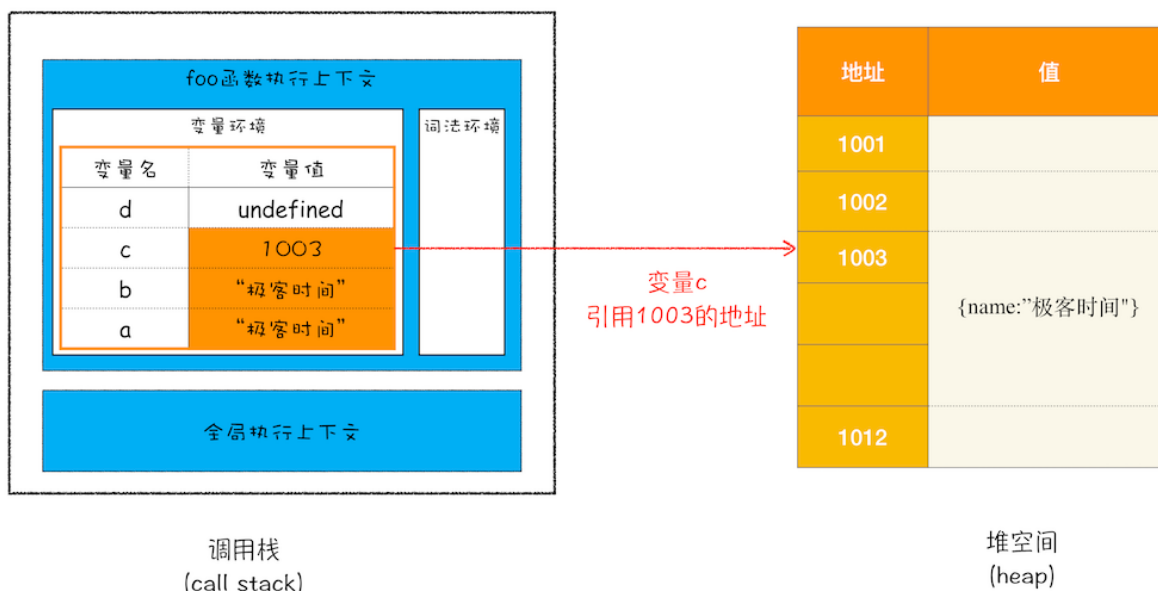 foo函数执行上下文
变量环境
词法环境
变量名 变量值
d undefined
c 1003
b “极客时间”
a “极客时间”
全局执行上下文
调用栈
(call stack)
变量c
引用1003的地址
地址 值
1001
1002
1003
{name:”极客时间"}
1012
堆空间
(heap)